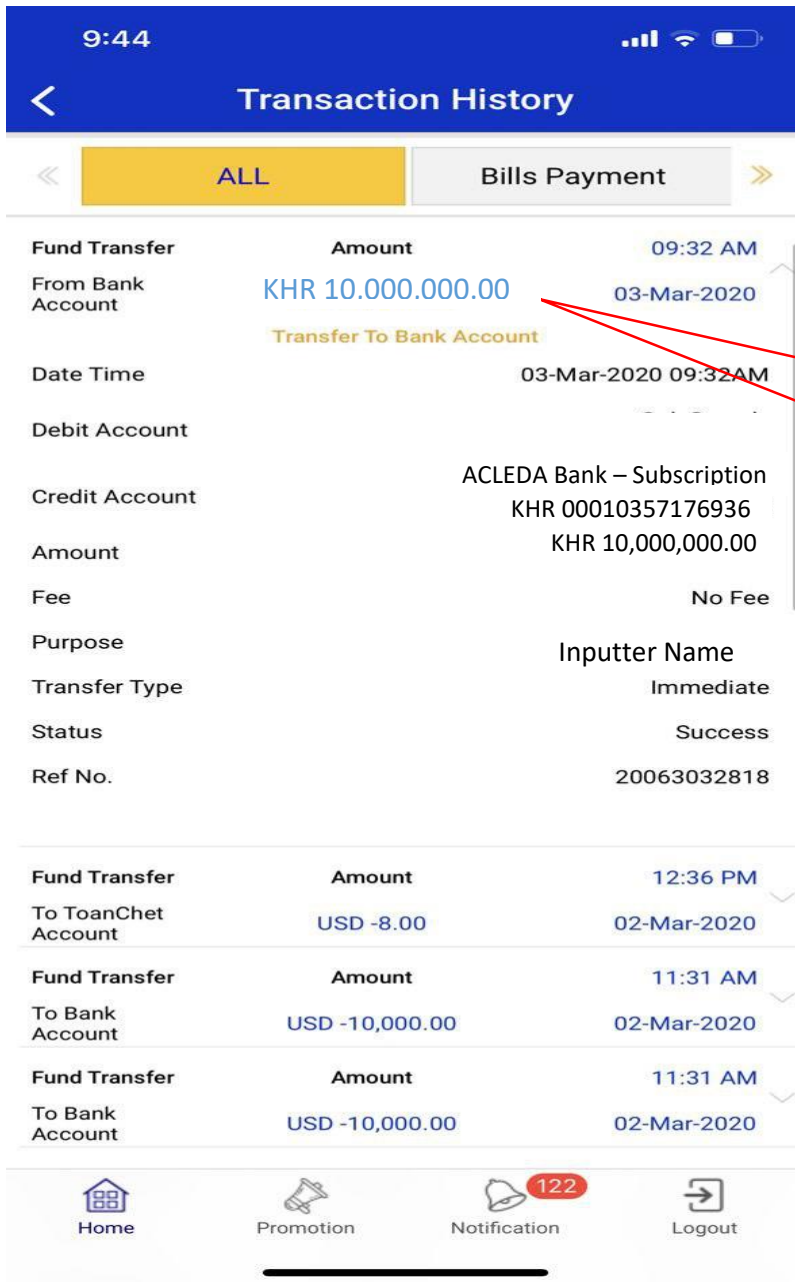 9:44
Transaction History
ALL
Bills Payment
Fund Transfer Amount 09:32 AM
From Bank Account KHR 10.000.000.00 03-Mar-2020
Transfer To Bank Account
Date Time 03-Mar-2020 09:32AM
Debit Account
ACLEDA Bank – Subscription
Credit Account KHR 00010357176936
Amount KHR 10,000,000.00
Fee No Fee
Purpose Inputter Name
Transfer Type Immediate
Status Success
Ref No. 20063032818
Fund Transfer Amount 12:36 PM
To ToanChet Account USD -8.00 02-Mar-2020
Fund Transfer Amount 11:31 AM
To Bank Account USD -10,000.00 02-Mar-2020
Fund Transfer Amount 11:31 AM
To Bank Account USD -10,000.00 02-Mar-2020
122
Home Promotion Notification Logout